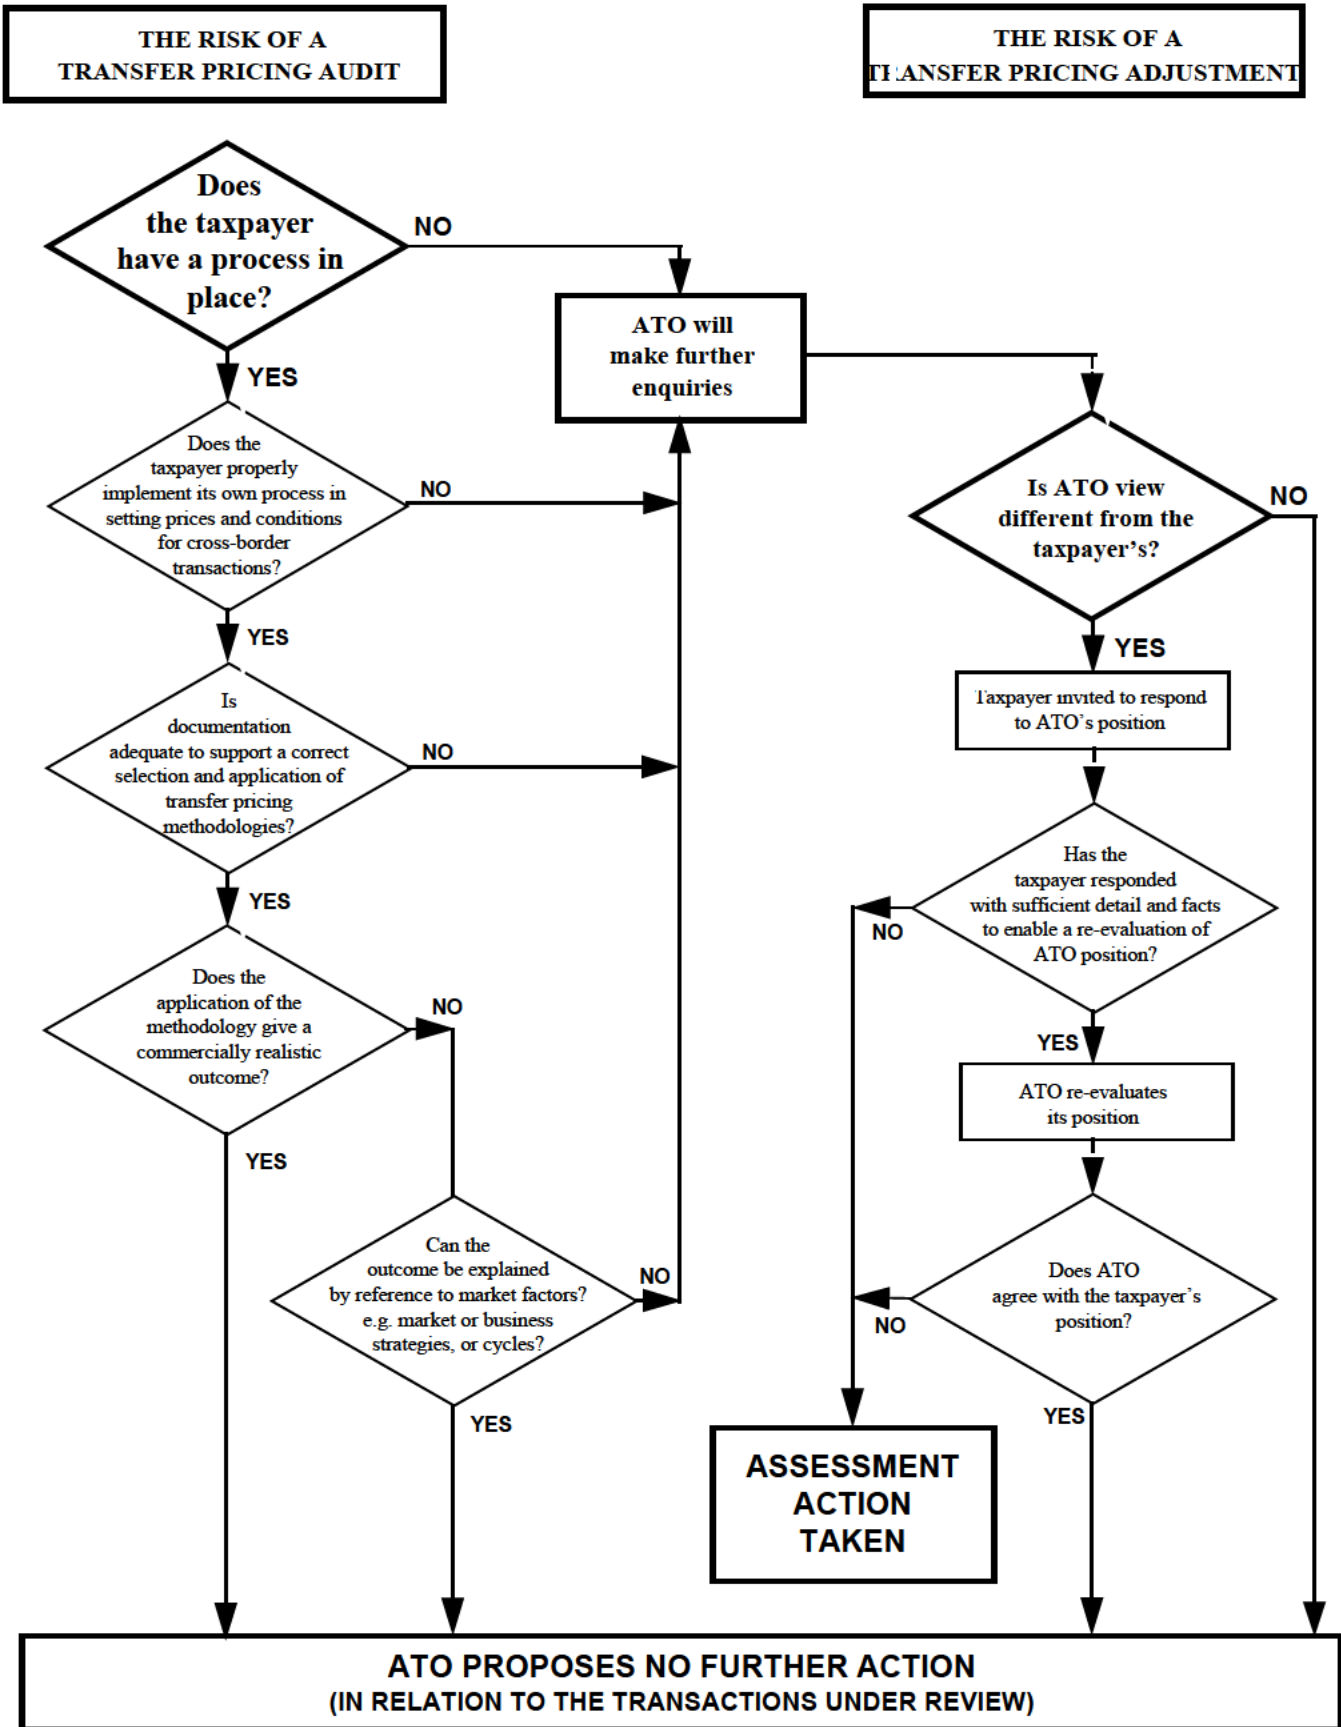 THE RISK OF A
TRANSFER PRICING AUDIT
THE RISK OF A
TRANSFER PRICING ADJUSTMENT
Does
the taxpayer
have a process in
place?
NO
YES
ATO will
make further
enquiries
Does the
taxpayer properly
implement its own process in
setting prices and conditions
for cross-border
transactions?
NO
YES
Is ATO view
different from the
taxpayer's?
NO
YES
Is
documentation
adequate to support a correct
selection and application of
transfer pricing
methodologies?
NO
YES
Taxpayer invited to respond
to ATO's position
Has the
taxpayer responded
with sufficient detail and facts
to enable a re-evaluation of
ATO position?
NO
YES
Does the
application of the
methodology give a
commercially realistic
outcome?
NO
YES
ATO re-evaluates
its position
Can the
outcome be explained
by reference to market factors?
e.g. market or business
strategies, or cycles?
NO
YES
Does ATO
agree with the taxpayer's
position?
NO
YES
ASSESSMENT
ACTION
TAKEN
ATO PROPOSES NO FURTHER ACTION
(IN RELATION TO THE TRANSACTIONS UNDER REVIEW)